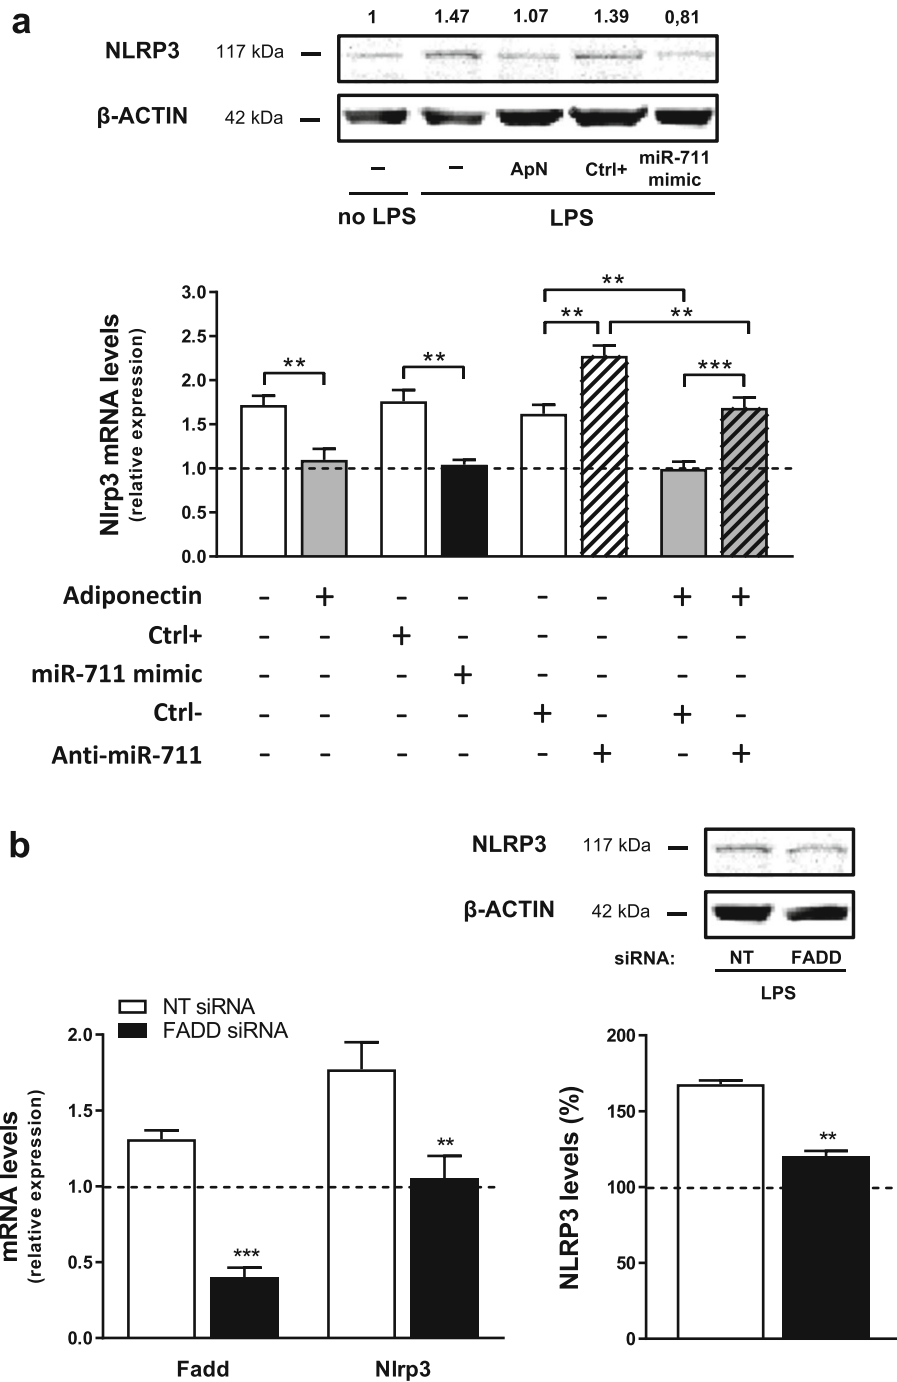 a
1 1.47 1.07 1.39 0,81
NLRP3 117 kDa
β-ACTIN 42 kDa
– – ApN Ctrl+ miR-711 mimic
no LPS LPS
Nlrp3 mRNA levels
(relative expression)
3.0
2.5
2.0
1.5
1.0
0.5
0.0
** ** ** ** ** ***
Adiponectin - + - - - - + +
Ctrl+ - - + - - - - -
miR-711 mimic - - - + - - - -
Ctrl- - - - - + - + -
Anti-miR-711 - - - - - + - +
b
NLRP3 117 kDa
β-ACTIN 42 kDa
siRNA: NT FADD
LPS
NT siRNA
FADD siRNA
mRNA levels
(relative expression)
2.0
1.5
1.0
0.5
0.0
*** **
Fadd Nlrp3
NLRP3 levels (%)
200
150
100
50
0
**